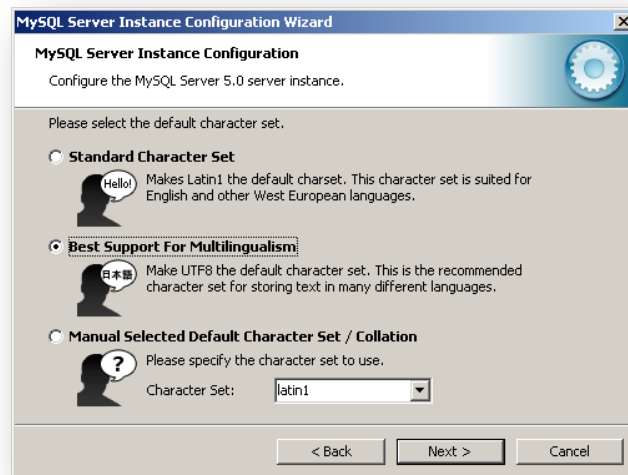 MySQL Server Instance Configuration Wizard
MySQL Server Instance Configuration
Configure the MySQL Server 5.0 server instance.
Please select the default character set.
Standard Character Set
Hello!
Makes Latin1 the default charset. This character set is suited for
English and other West European languages.
Best Support For Multilingualism
日本語
Make UTF8 the default character set. This is the recommended
character set for storing text in many different languages.
Manual Selected Default Character Set / Collation
?
Please specify the character set to use.
Character Set: latin1
< Back Next > Cancel